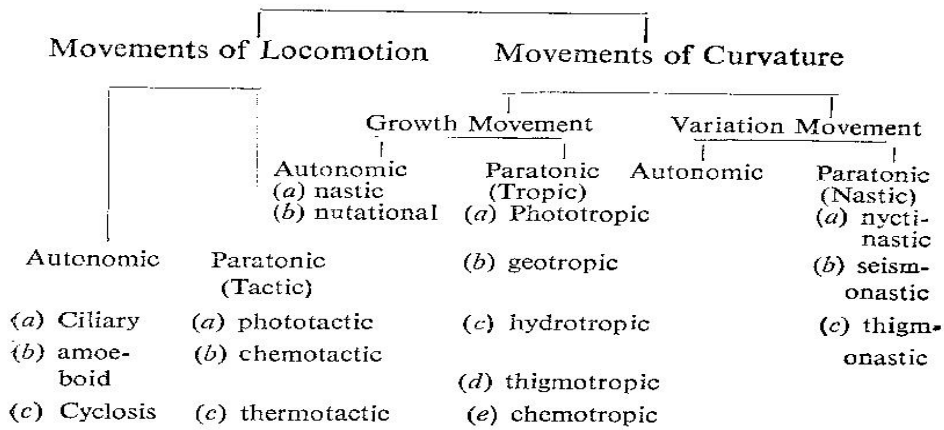 Movements of Locomotion Movements of Curvature
Growth Movement Variation Movement
Autonomic Paratonic Autonomic Paratonic
(a) nastic (Tropic) (Nastic)
(b) nutational (a) Phototropic (a) nycti-
nastic
Autonomic Paratonic (b) geotropic (b) seism-
(Tactic) onastic
(a) Ciliary (a) phototactic (c) hydrotropic (c) thigm-
(b) amoe- (b) chemotactic onastic
boid (d) thigmotropic
(c) Cyclosis (c) thermotactic (e) chemotropic